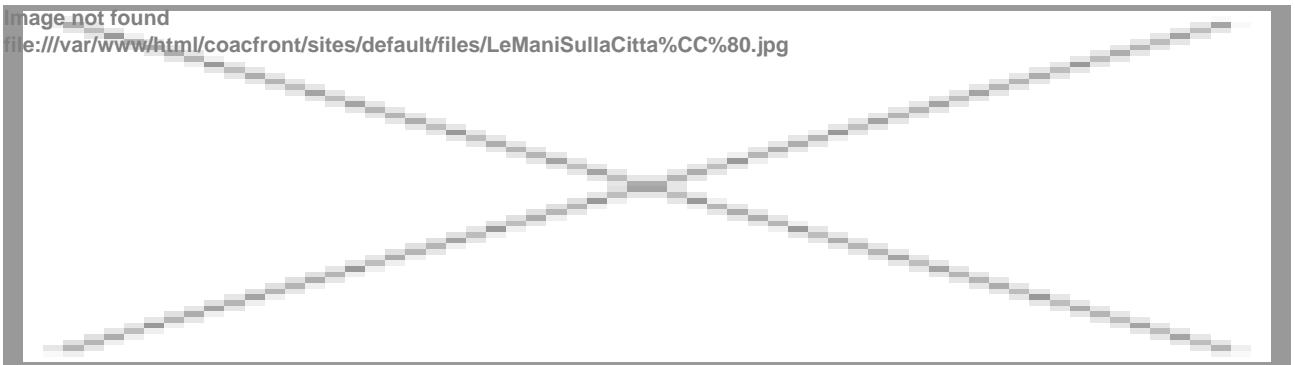 Image not found
file:///var/www/html/coacfront/sites/default/files/LeManiSullaCitta%CC%80.jpg